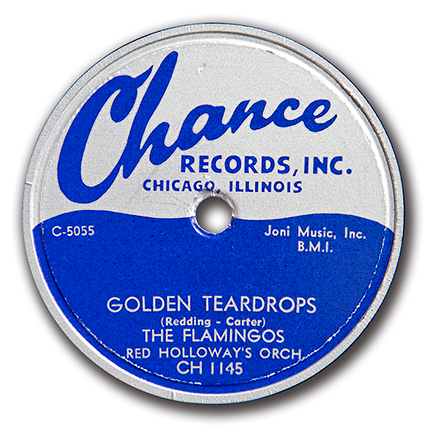 Chance
RECORDS, INC.
CHICAGO, ILLINOIS
C-5055
Joni Music, Inc.
B.M.I.
GOLDEN TEARDROPS
(Redding - Carter)
THE FLAMINGOS
RED HOLLOWAY'S ORCH.
CH 1145